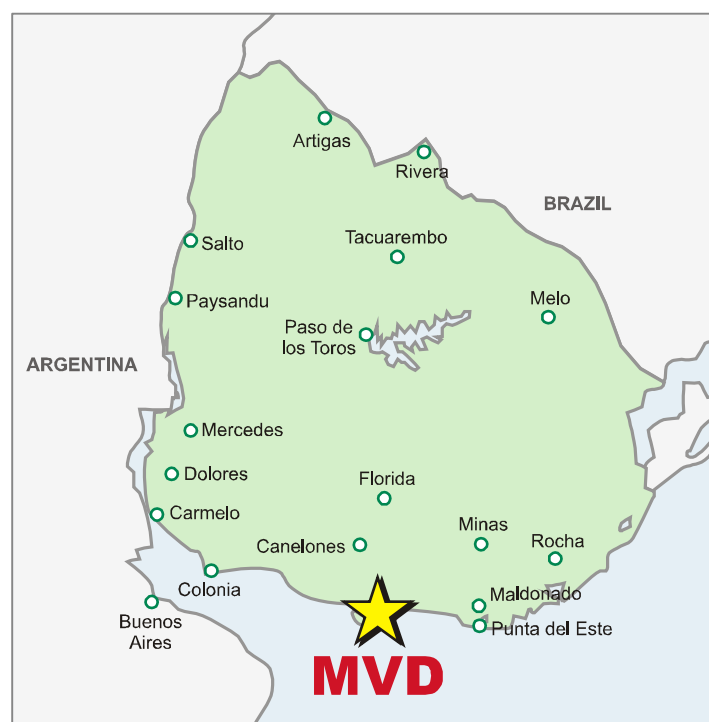 Artigas
Rivera
BRAZIL
Salto
Tacuarembo
Paysandu
Melo
Paso de
los Toros
ARGENTINA
Mercedes
Dolores
Florida
Carmelo
Canelones
Minas
Rocha
Colonia
Maldonado
Buenos
Aires
Punta del Este
MVD